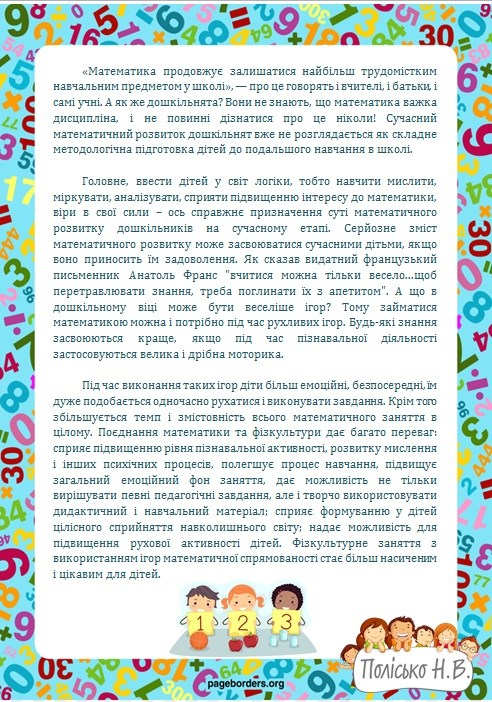 «Математика продовжує залишатися найбільш трудомістким
навчальним предметом у школі», — про це говорять і вчителі, і батьки, і
самі учні. А як же дошкільнята? Вони не знають, що математика важка
дисципліна, і не повинні дізнатися про це ніколи! Сучасний
математичний розвиток дошкільнят вже не розглядається як складне
методологічна підготовка дітей до подальшого навчання в школі.
Головне, ввести дітей у світ логіки, тобто навчити мислити,
міркувати, аналізувати, сприяти підвищенню інтересу до математики,
віри в свої сили – ось справжнє призначення суті математичного
розвитку дошкільників на сучасному етапі. Серйозне зміст
математичного розвитку може засвоюватися сучасними дітьми, якщо
воно приносить їм задоволення. Як сказав видатний французький
письменник Анатоль Франс "вчитися можна тільки весело...щоб
перетравлювати знання, треба поглинати їх з апетитом". А що в
дошкільному віці може бути веселіше ігор? Тому займатися
математикою можна і потрібно під час рухливих ігор. Будь-які знання
засвоюються краще, якщо під час пізнавальної діяльності
застосовуються велика і дрібна моторика.
Під час виконання таких ігор діти більш емоційні, безпосередні, їм
дуже подобається одночасно рухатися і виконувати завдання. Крім того
збільшується темп і змістовність всього математичного заняття в
цілому. Поєднання математики та фізкультури дає багато переваг:
сприяє підвищенню рівня пізнавальної активності, розвитку мислення
і інших психічних процесів, полегшує процес навчання, підвищує
загальний емоційний фон заняття, дає можливість не тільки
вирішувати певні педагогічні завдання, але і творчо використовувати
дидактичний і навчальний матеріал; сприяє формуванню у дітей
цілісного сприйняття навколишнього світу; надає можливість для
підвищення рухової активності дітей. Фізкультурне заняття з
використанням ігор математичної спрямованості стає більш насиченим
і цікавим для дітей.
1 2 3
Полісько Н.В.
pageborders.org